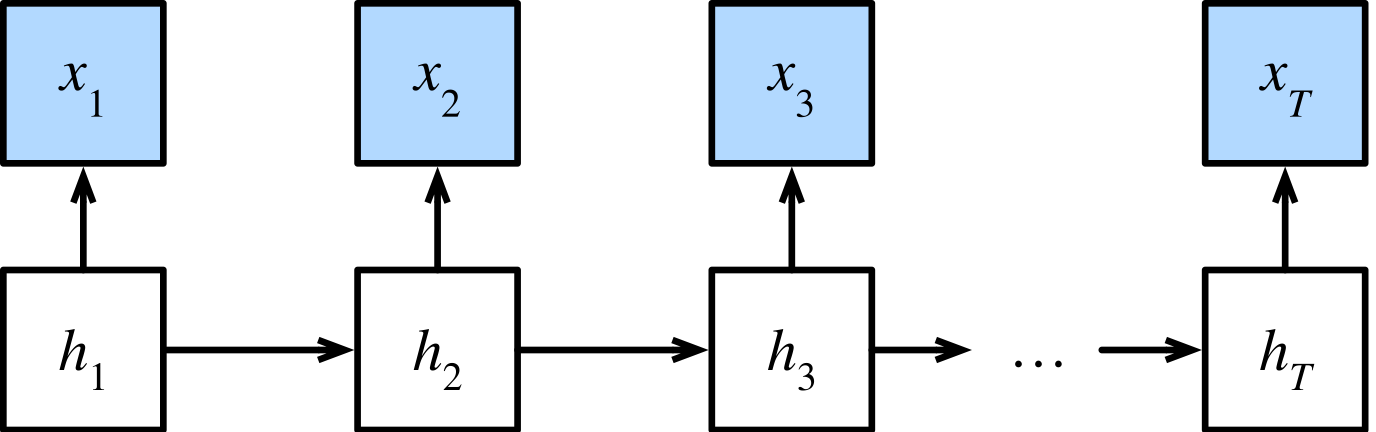 x1 x2 x3 xT
h1 h2 h3 … hT